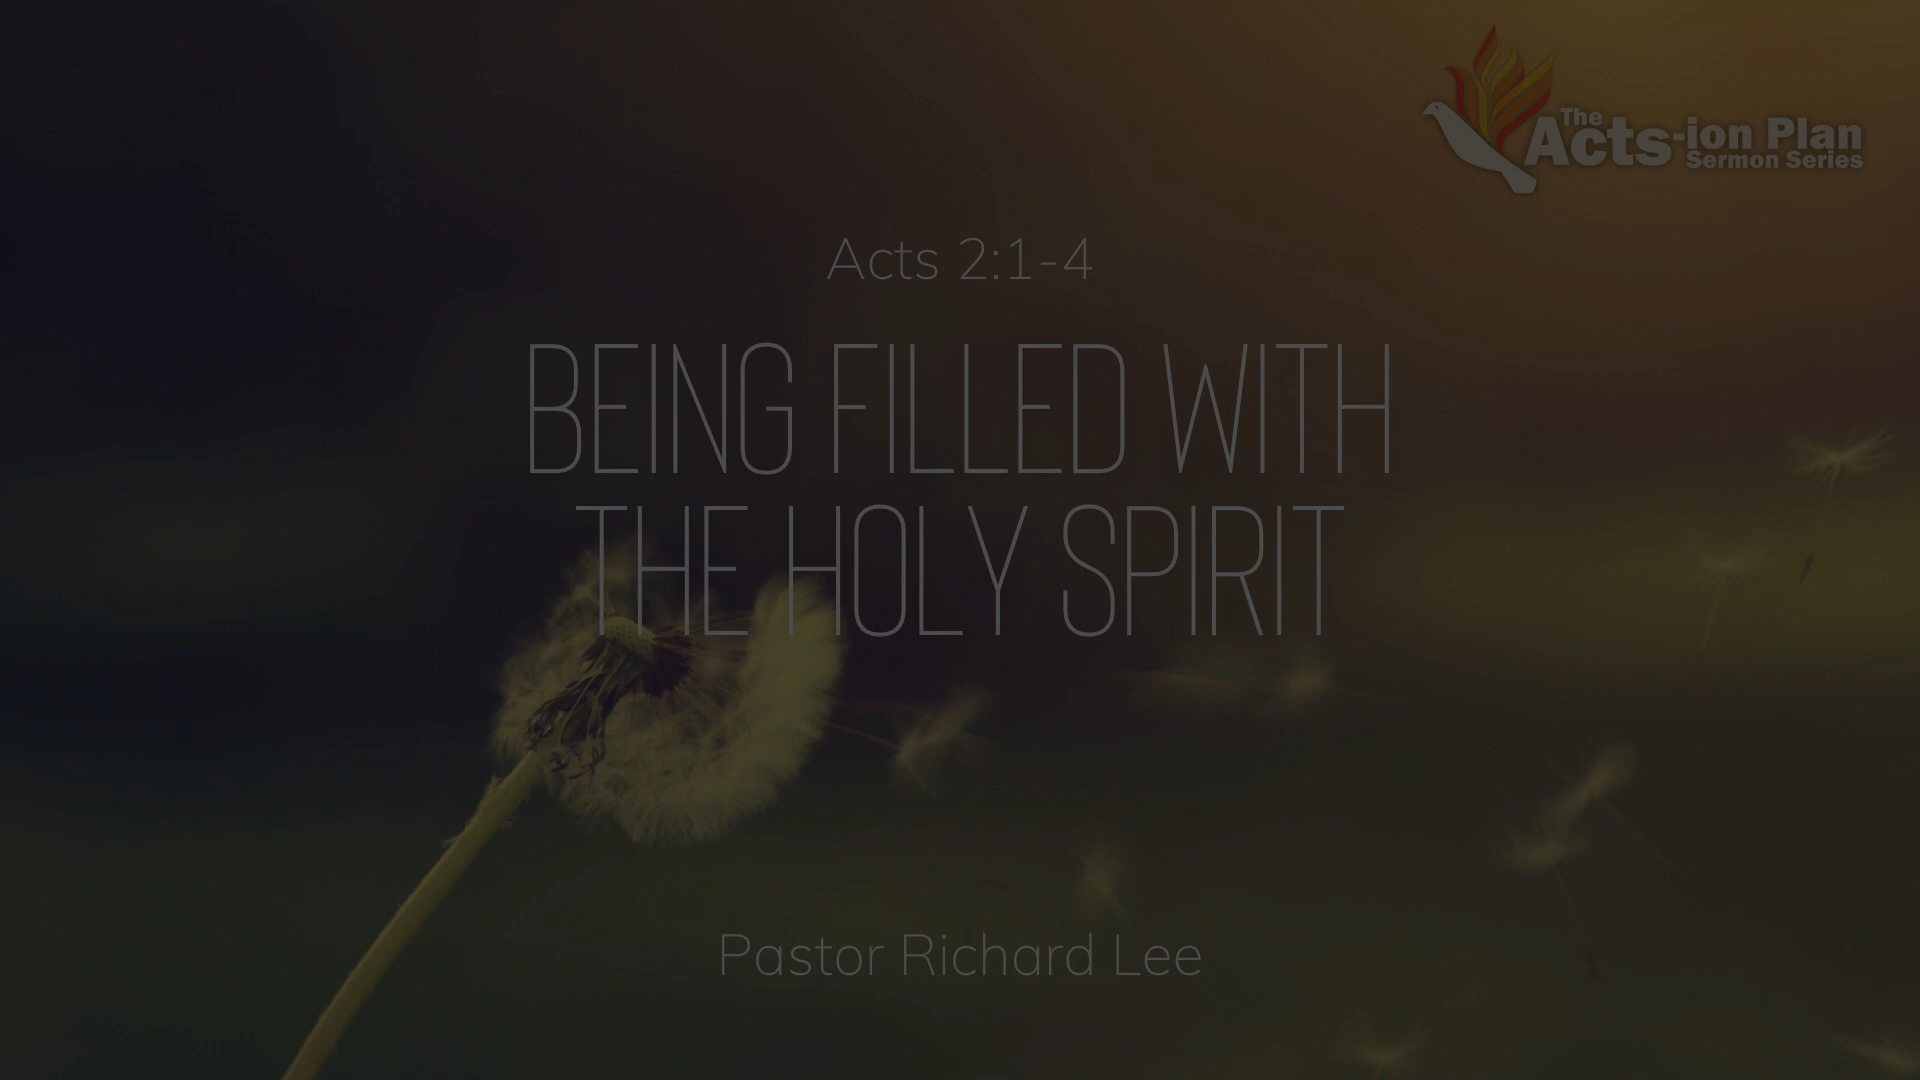 The
Acts-ion Plan
Sermon Series
Acts 2:1-4
BEING FILLED WITH
THE HOLY SPIRIT
Pastor Richard Lee